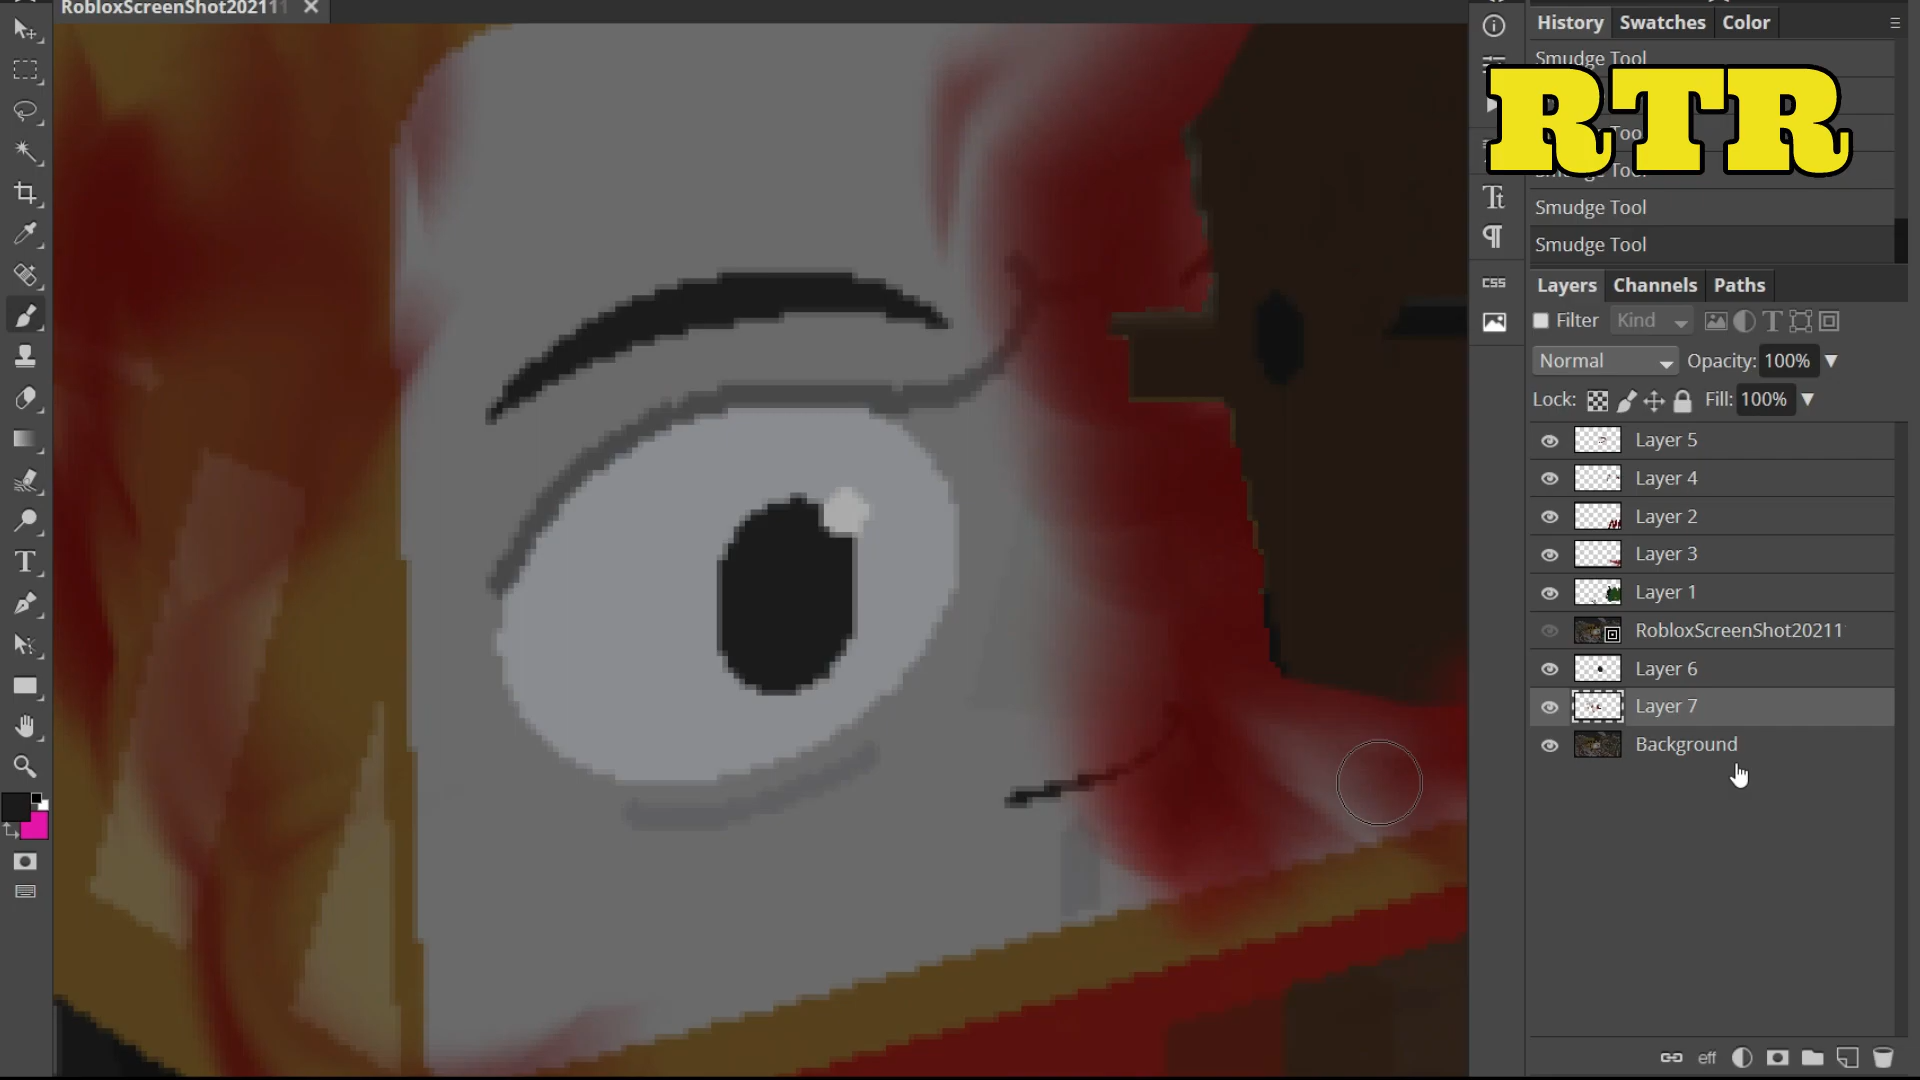 RobloxScreenShot202111
History Swatches Color
Smudge Tool
RTR
Smudge Tool
Smudge Tool
Layers Channels Paths
Filter Kind
Normal Opacity: 100%
Lock: Fill: 100%
Layer 5
Layer 4
Layer 2
Layer 3
Layer 1
RobloxScreenShot20211
Layer 6
Layer 7
Background
css
eff